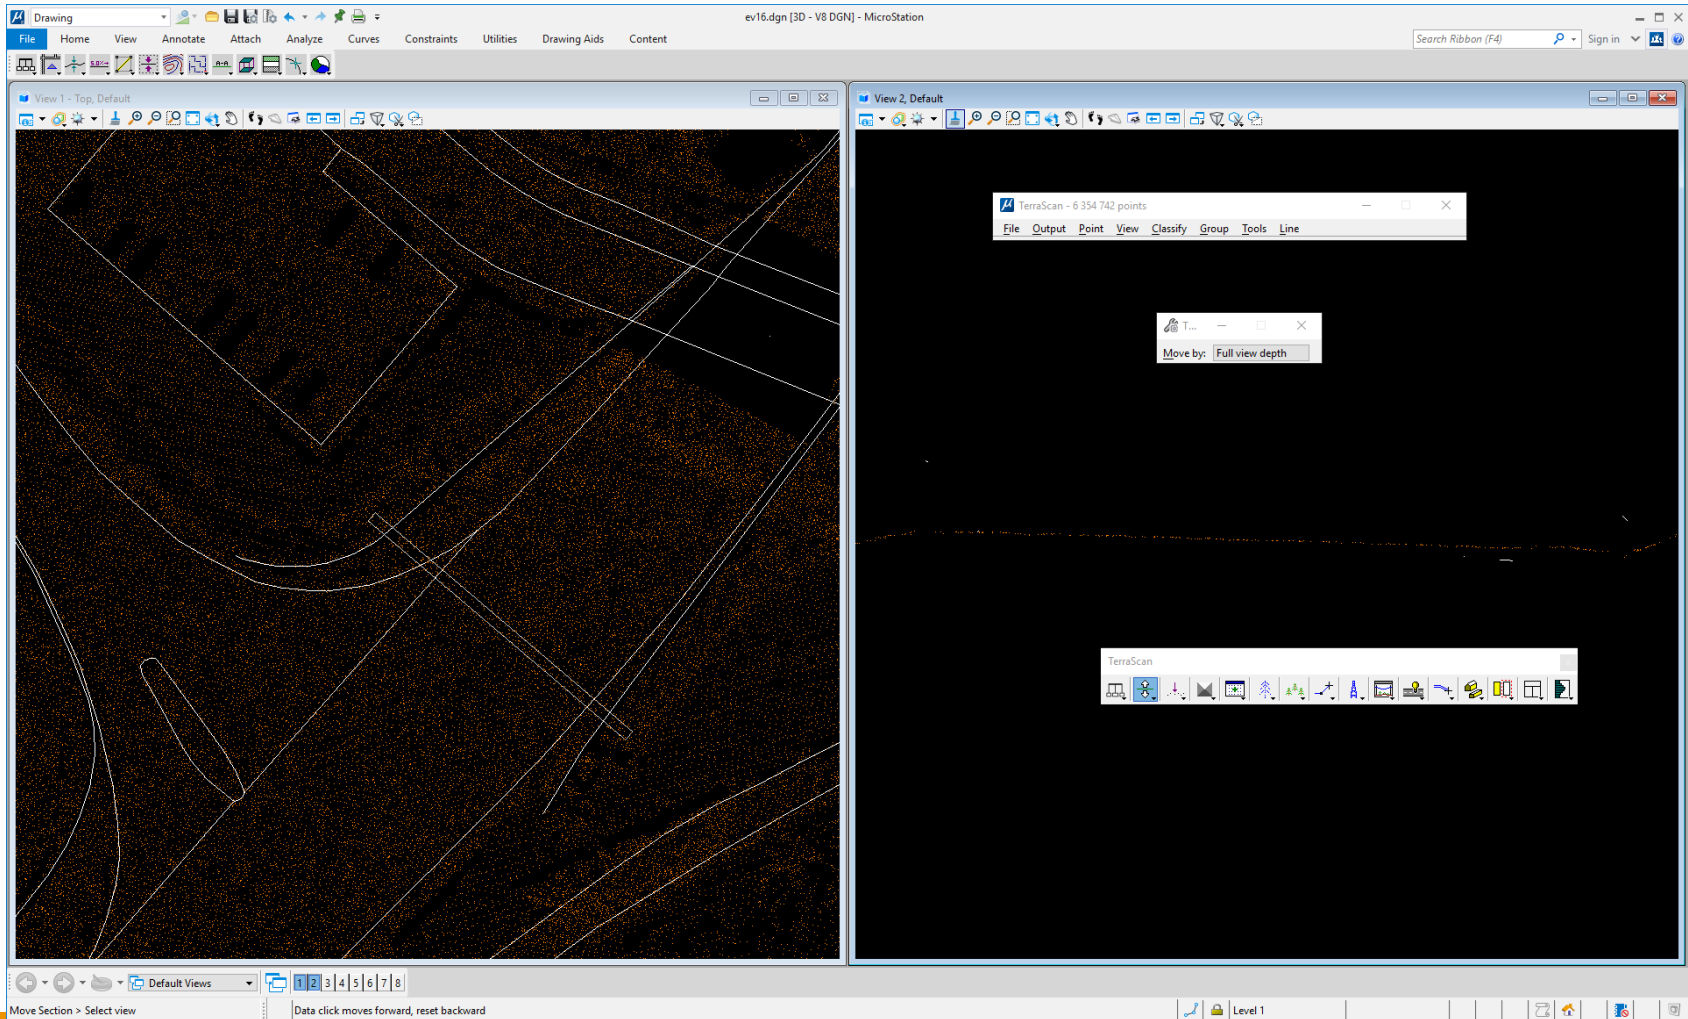 Drawing
ev16.dgn [3D - V8 DGN] - MicroStation
File Home View Annotate Attach Analyze Curves Constraints Utilities Drawing Aids Content
Search Ribbon (F4)
Sign in
View 1 - Top, Default
View 2, Default
TerraScan - 6 354 742 points
File Output Point View Classify Group Tools Line
T...
Move by: Full view depth
TerraScan
Default Views
1 2 3 4 5 6 7 8
Move Section > Select view
Data click moves forward, reset backward
Level 1